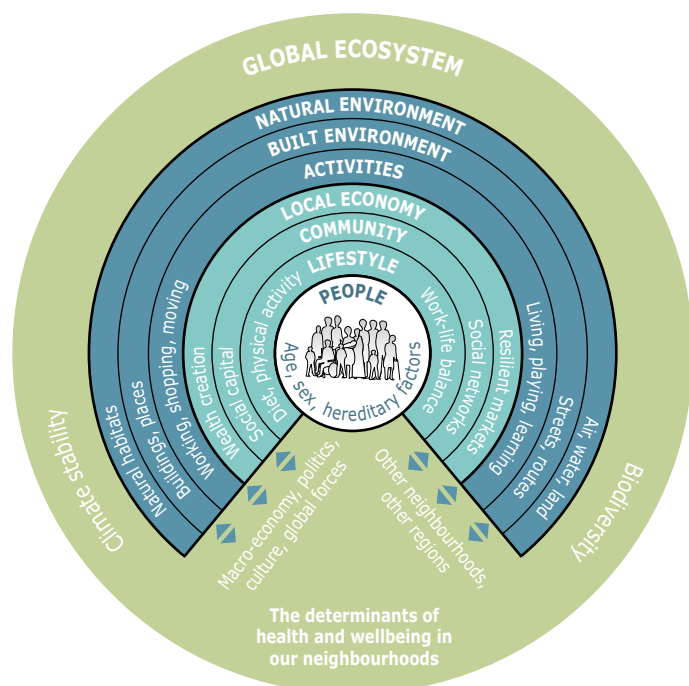 GLOBAL ECOSYSTEM
NATURAL ENVIRONMENT
BUILT ENVIRONMENT
ACTIVITIES
LOCAL ECONOMY
COMMUNITY
LIFESTYLE
PEOPLE
Age, sex, hereditary factors
Diet, physical activity
Work-life balance
Social capital
Social networks
Wealth creation
Resilient markets
Working, shopping, moving
Living, playing, learning
Buildings, places
Streets, routes
Natural habitats
Air, water, land
Climate stability
Biodiversity
Macro-economy, politics,
culture, global forces
Other neighbourhoods,
other regions
The determinants of
health and wellbeing in
our neighbourhoods